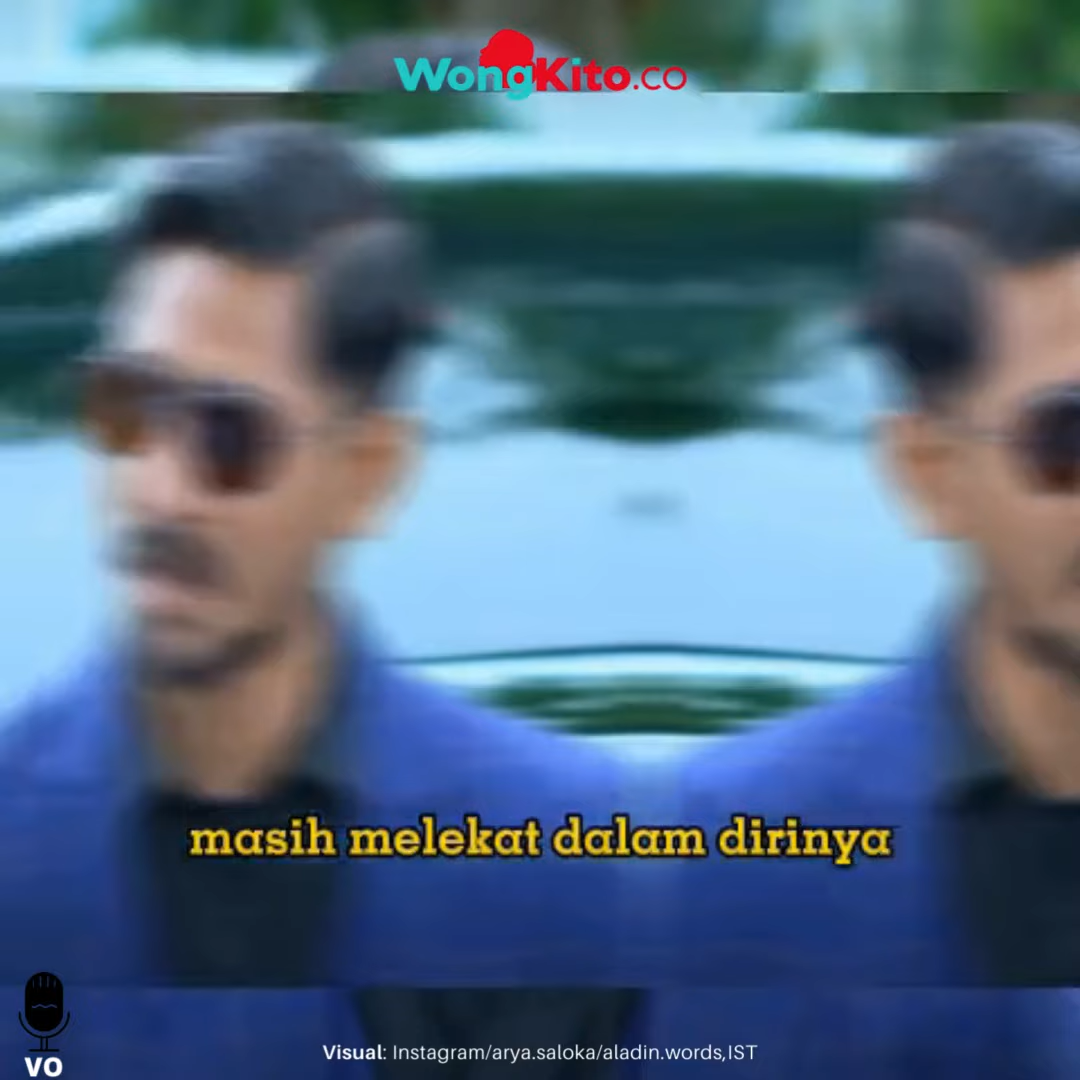 WongKito.co
masih melekat dalam dirinya
VO
Visual: Instagram/arya.saloka/aladin.words,IST